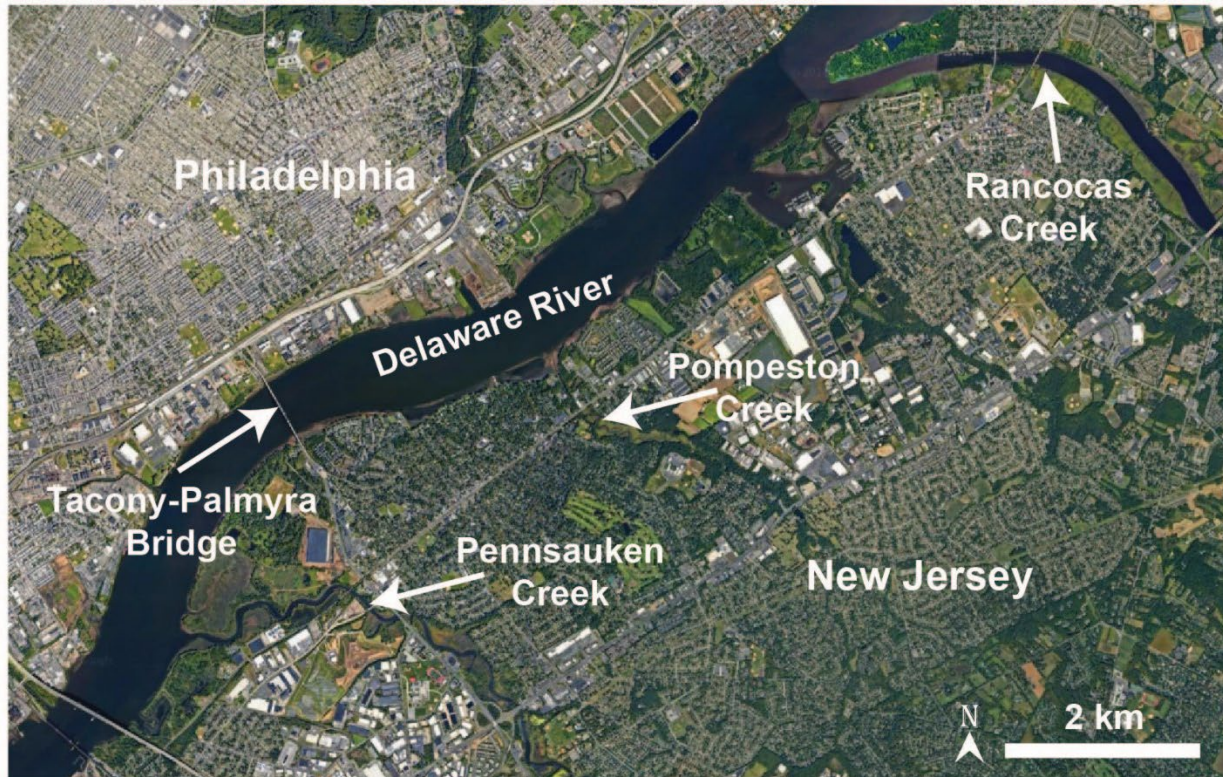 Philadelphia
Rancocas
Creek
Delaware River
Pompeston
Creek
Tacony-Palmyra
Bridge
Pennsauken
Creek
New Jersey
N
2 km